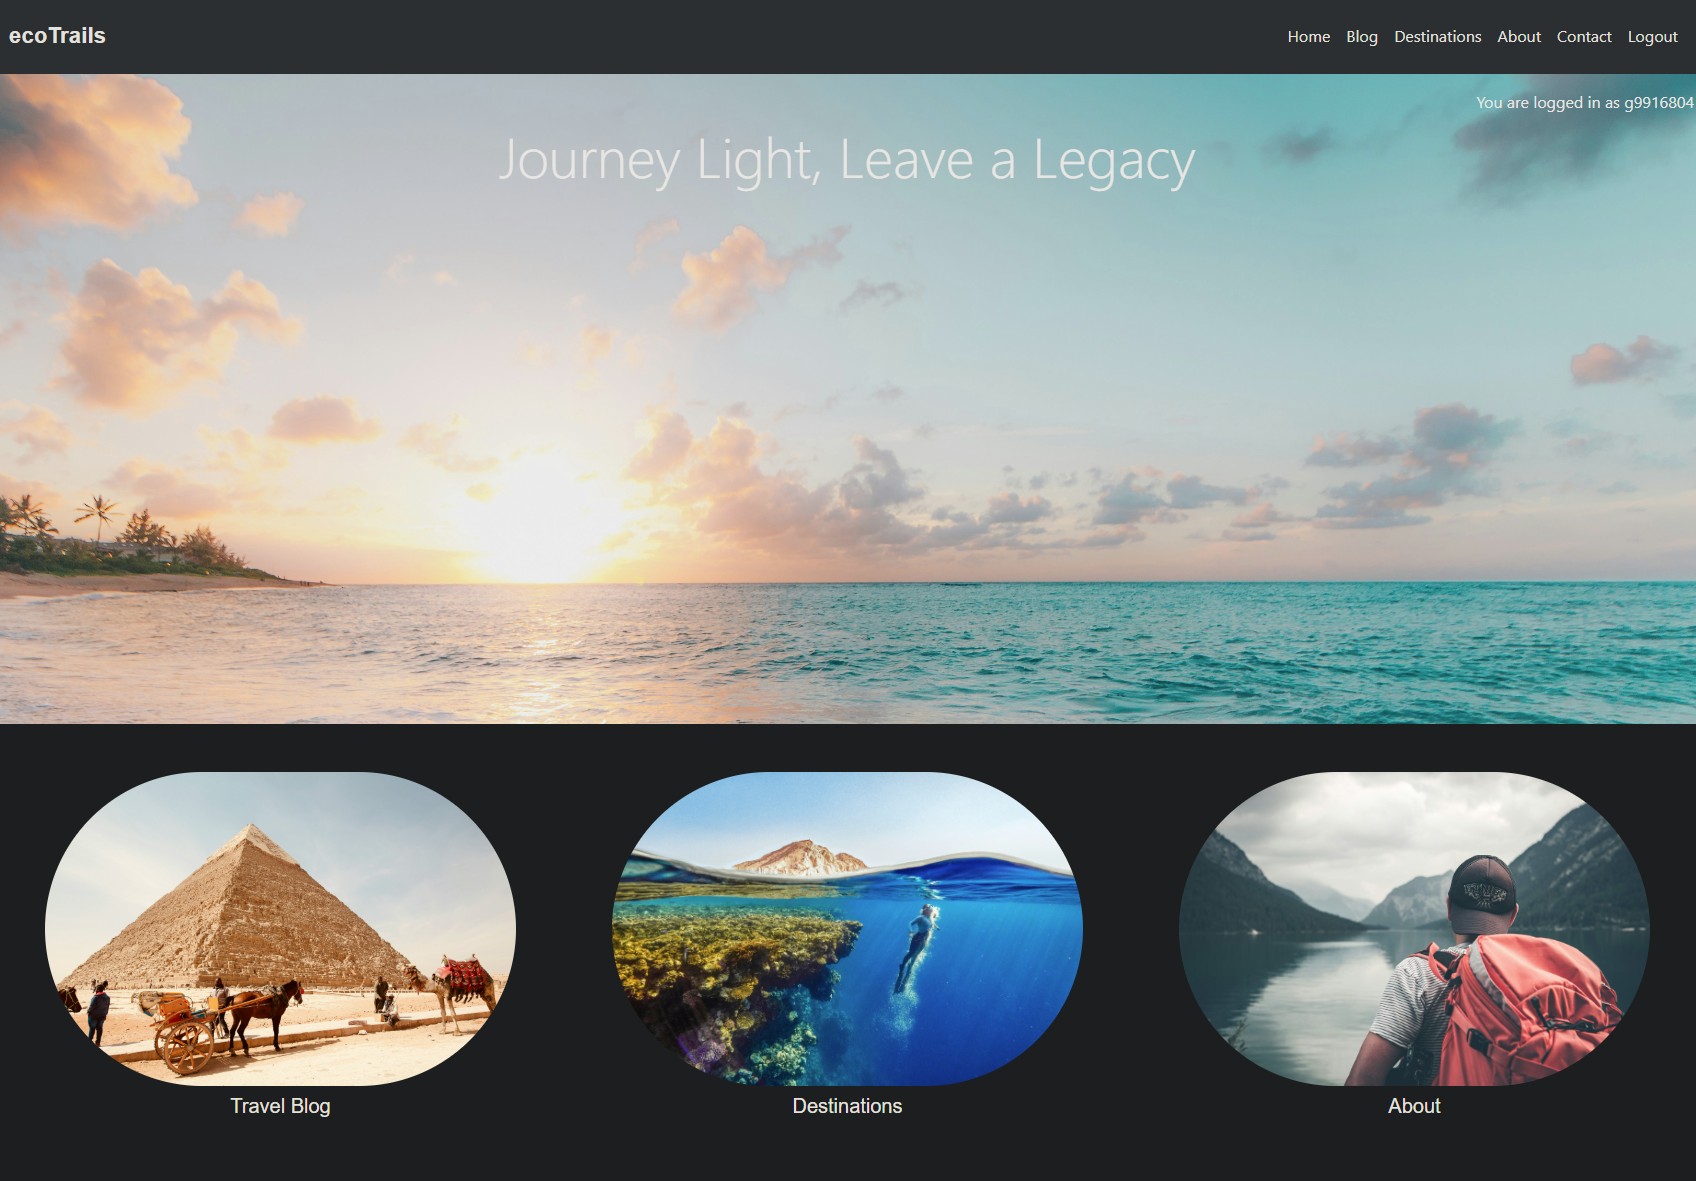 ecoTrails
Home Blog Destinations About Contact Logout
You are logged in as g9916804
Journey Light, Leave a Legacy
Travel Blog
Destinations
About